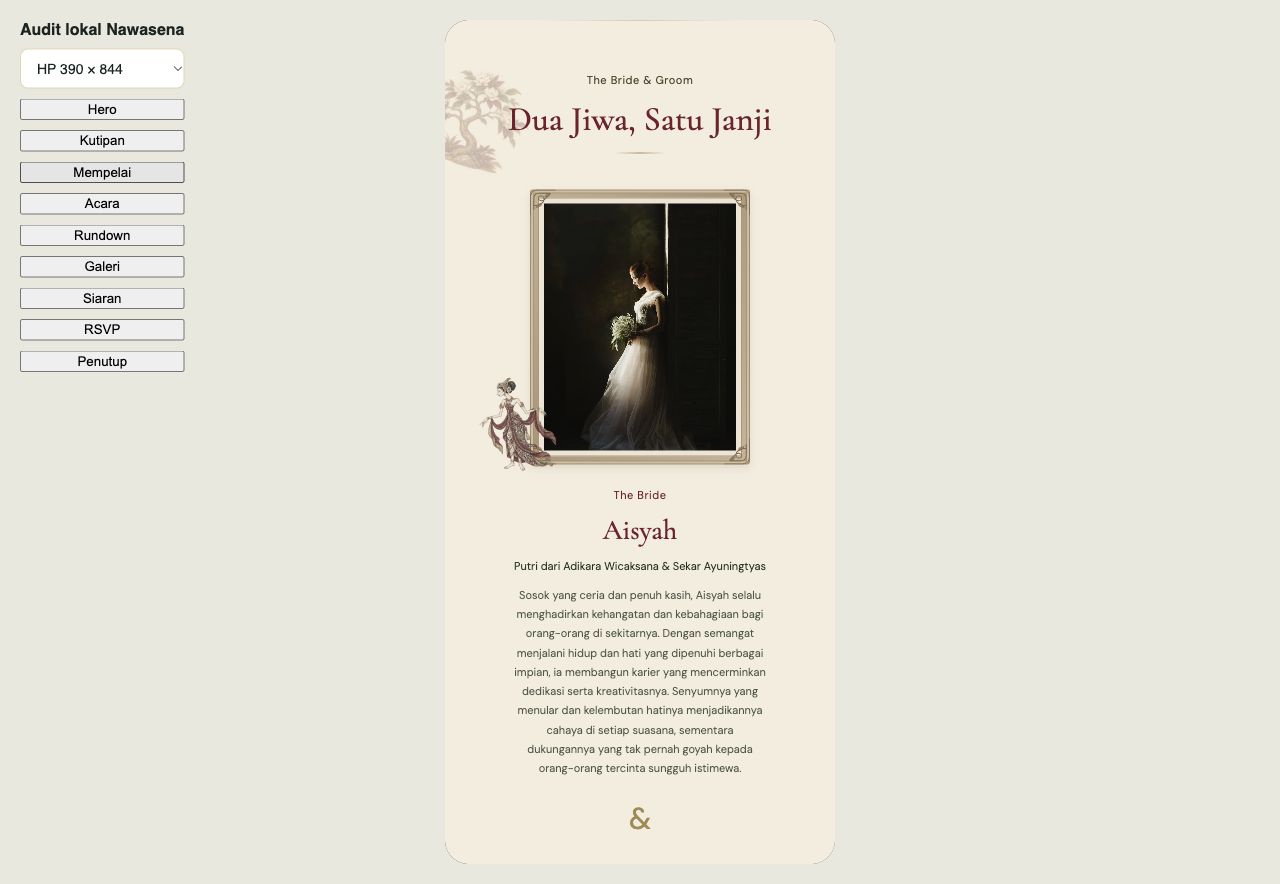 Audit lokal Nawasena
HP 390 × 844
Hero
Kutipan
Mempelai
Acara
Rundown
Galeri
Siaran
RSVP
Penutup
The Bride & Groom
Dua Jiwa, Satu Janji
The Bride
Aisyah
Putri dari Adikara Wicaksana & Sekar Ayuningtyas
Sosok yang ceria dan penuh kasih, Aisyah selalu
menghadirkan kehangatan dan kebahagiaan bagi
orang-orang di sekitarnya. Dengan semangat
menjalani hidup dan hati yang dipenuhi berbagai
impian, ia membangun karier yang mencerminkan
dedikasi serta kreativitasnya. Senyumnya yang
menular dan kelembutan hatinya menjadikannya
cahaya di setiap suasana, sementara
dukungannya yang tak pernah goyah kepada
orang-orang tercinta sungguh istimewa.
&